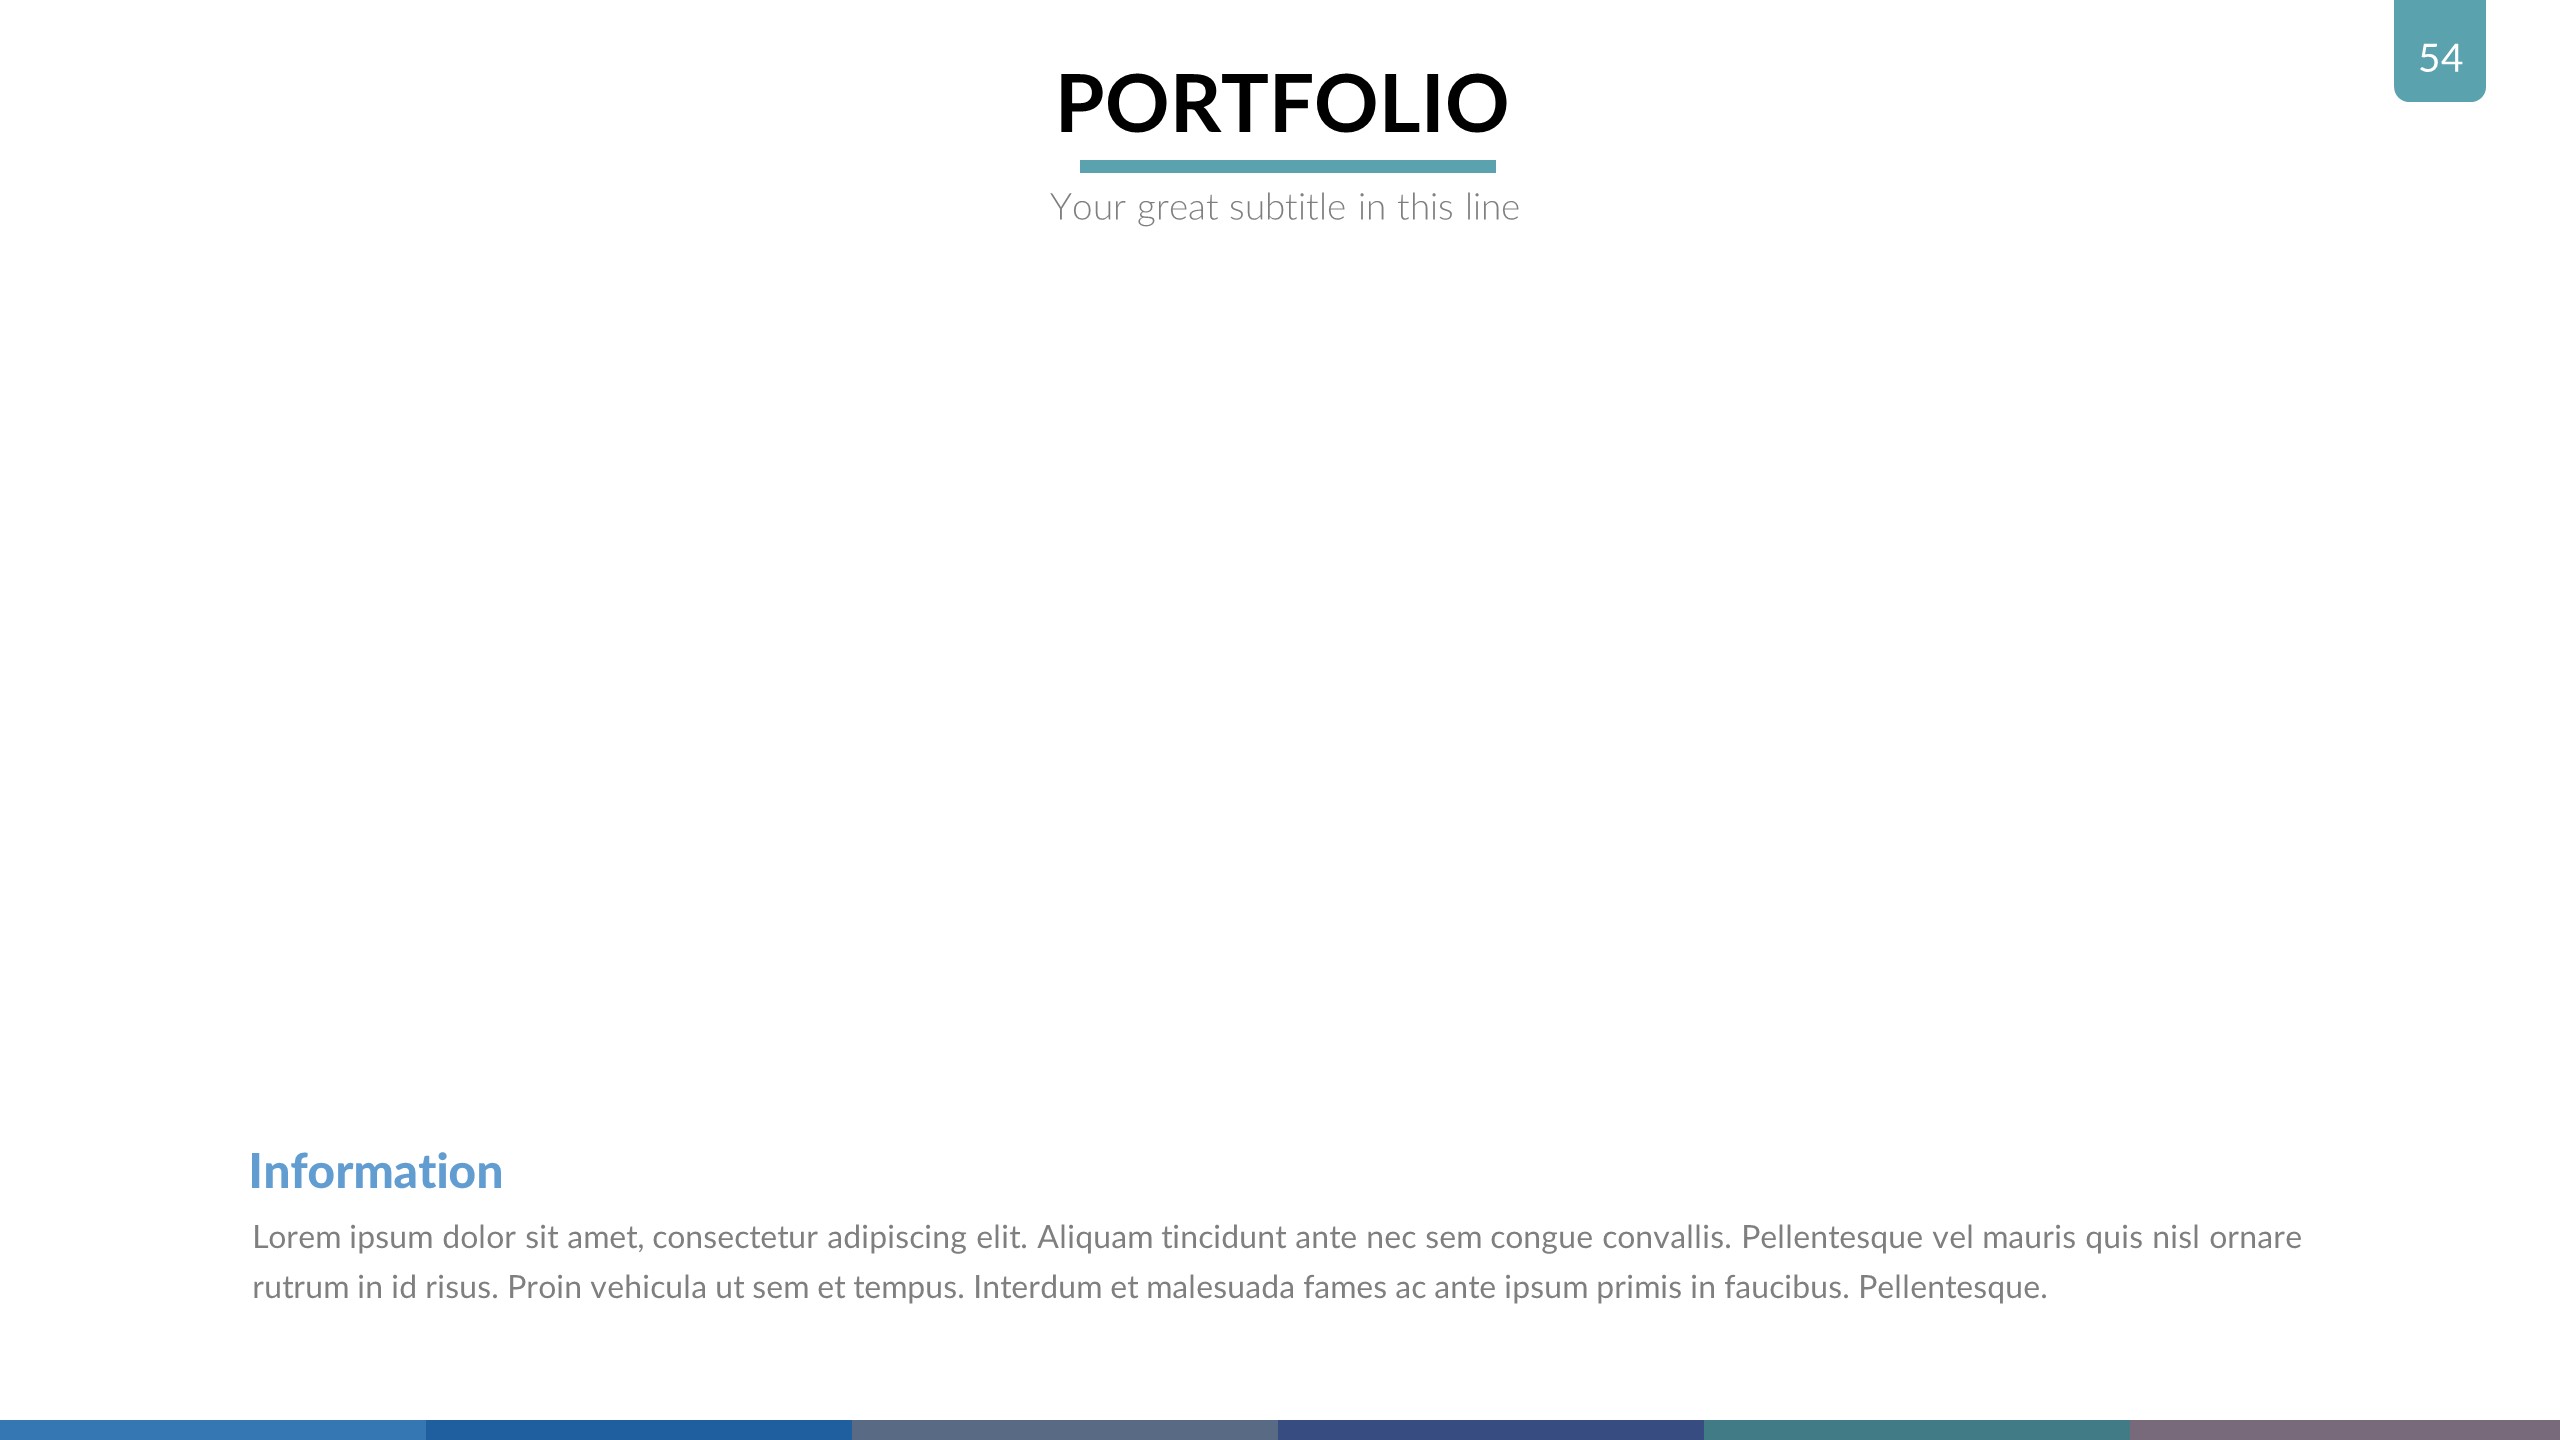 54
PORTFOLIO
Your great subtitle in this line
Information
Lorem ipsum dolor sit amet, consectetur adipiscing elit. Aliquam tincidunt ante nec sem congue convallis. Pellentesque vel mauris quis nisl ornare
rutrum in id risus. Proin vehicula ut sem et tempus. Interdum et malesuada fames ac ante ipsum primis in faucibus. Pellentesque.